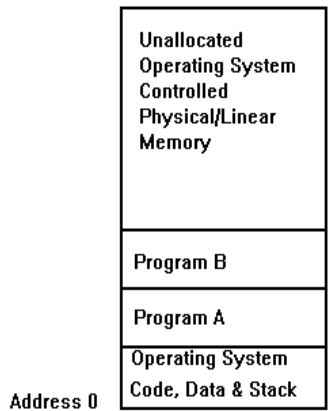 Unallocated
Operating System
Controlled
Physical/Linear
Memory
Program B
Program A
Operating System
Code, Data & Stack
Address 0